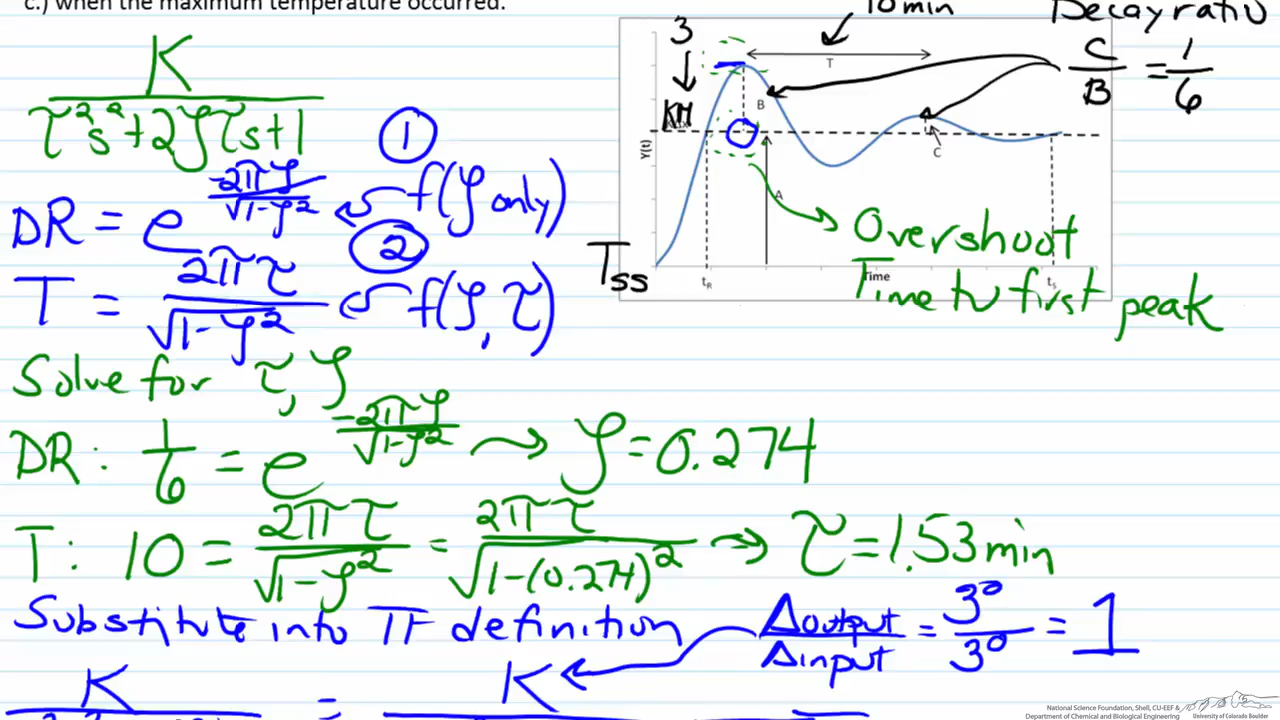 c.) when the maximum temperature occurred.
10 min
Decay ratio
C/B = 1/6
3
KM
T
B
C
A
Y(t)
Tss
tR
Time
ts
Overshoot
Time to first peak
K
τ²s²+2ζτs+1
①
DR = e^(-2πζ/√1-ζ²) f(ζ only)
②
T = 2πτ/√1-ζ² f(ζ, τ)
Solve for τ, ζ
DR: 1/6 = e^(-2πζ/√1-ζ²) → ζ=0.274
T: 10 = 2πτ/√1-ζ² = 2πτ/√1-(0.274)² → τ=1.53 min
Substitute into TF definition Δoutput/Δinput = 3°/3° = 1
K = K
National Science Foundation, Shell, CU-EEF &
Department of Chemical and Biological Engineering
University of Colorado Boulder